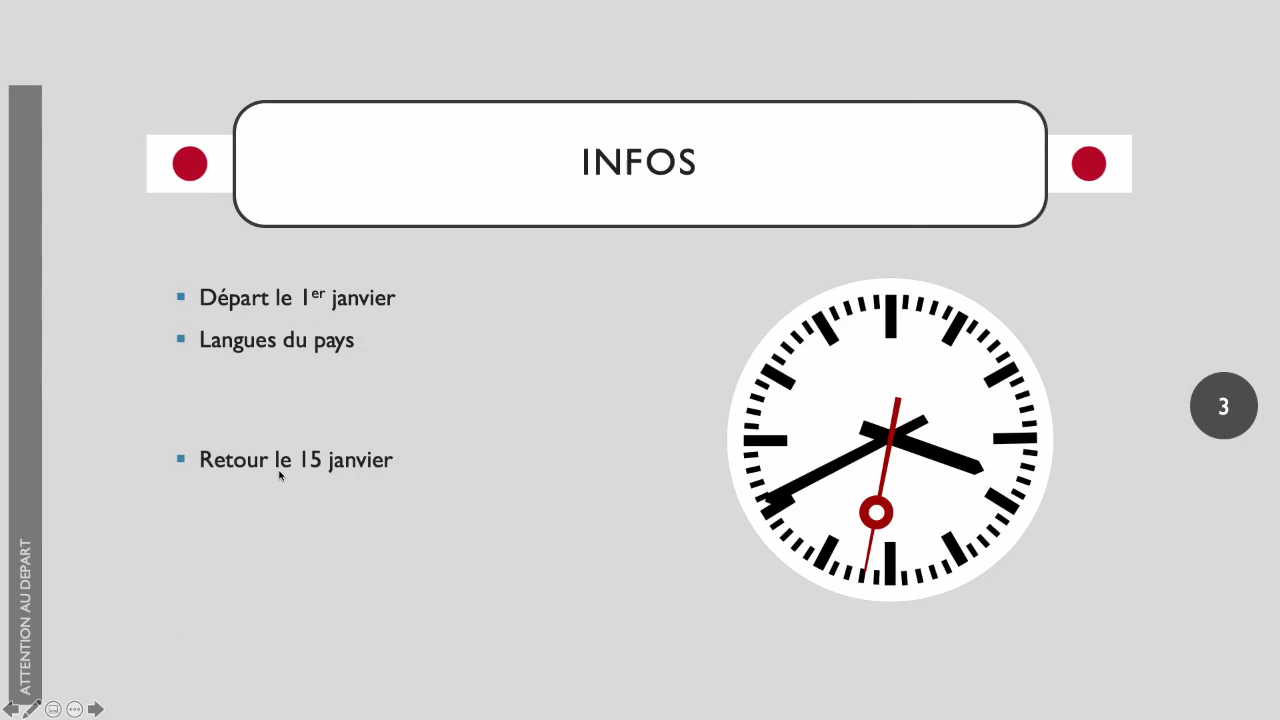 INFOS
Départ le 1er janvier
Langues du pays
Retour le 15 janvier
3
ATTENTION AU DEPART